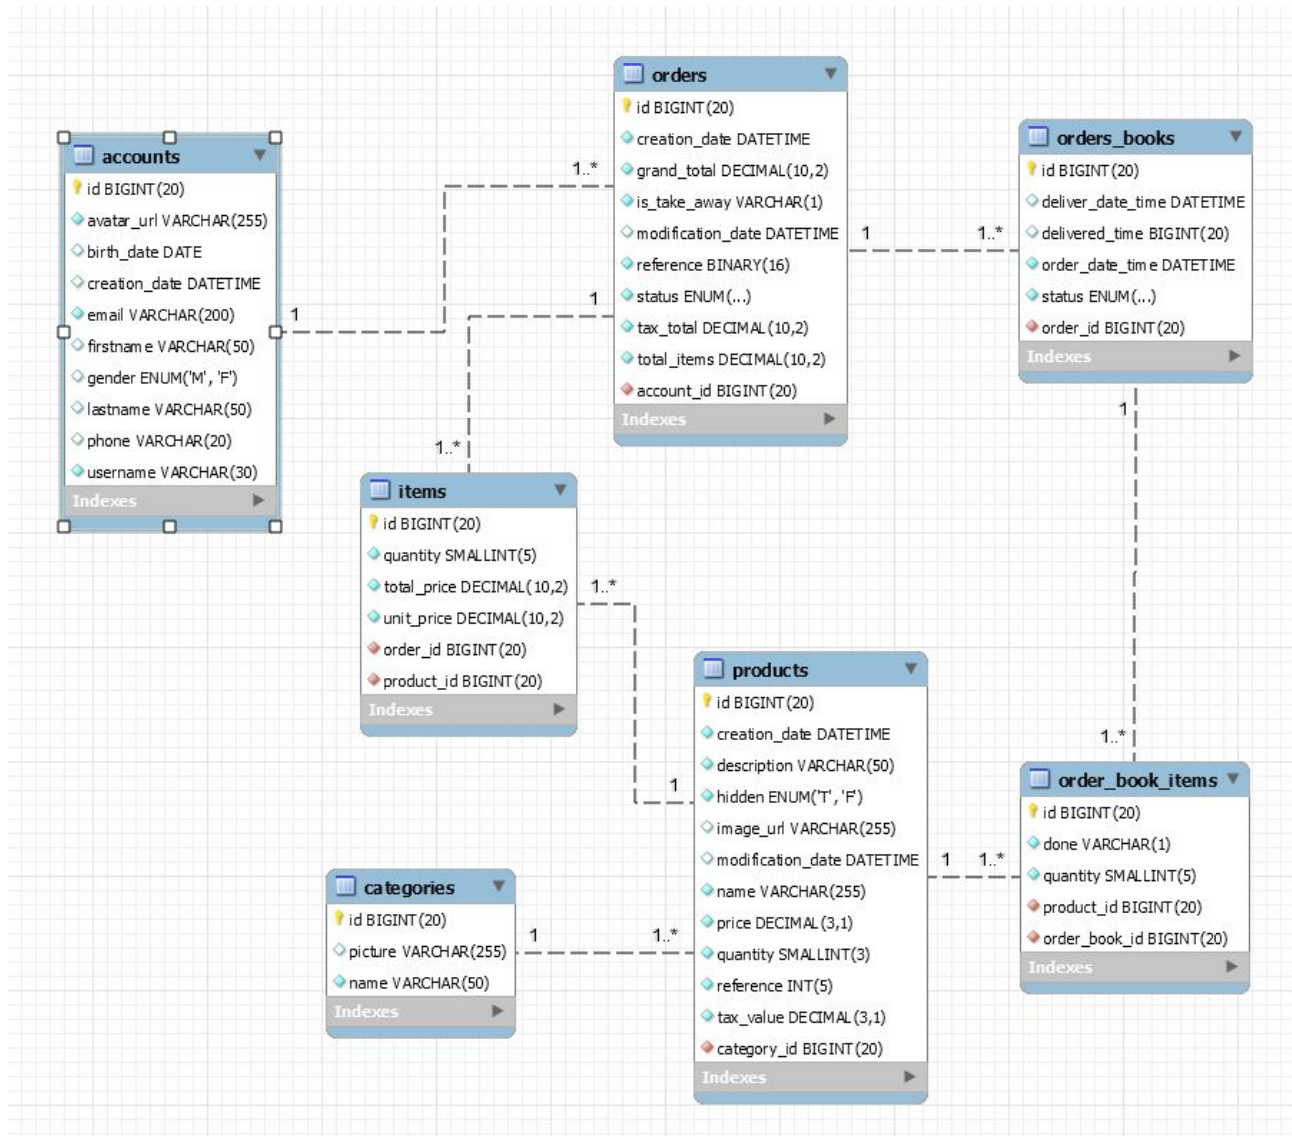 orders
id BIGINT(20)
creation_date DATETIME
grand_total DECIMAL(10,2)
is_take_away VARCHAR(1)
modification_date DATETIME
reference BINARY(16)
status ENUM(...)
tax_total DECIMAL(10,2)
total_items DECIMAL(10,2)
account_id BIGINT(20)
Indexes
accounts
id BIGINT(20)
avatar_url VARCHAR(255)
birth_date DATE
creation_date DATETIME
email VARCHAR(200)
firstname VARCHAR(50)
gender ENUM('M', 'F')
lastname VARCHAR(50)
phone VARCHAR(20)
username VARCHAR(30)
Indexes
orders_books
id BIGINT(20)
deliver_date_time DATETIME
delivered_time BIGINT(20)
order_date_time DATETIME
status ENUM(...)
order_id BIGINT(20)
Indexes
1..*
1
1
1..*
1
1..*
items
id BIGINT(20)
quantity SMALLINT(5)
total_price DECIMAL(10,2)
unit_price DECIMAL(10,2)
order_id BIGINT(20)
product_id BIGINT(20)
Indexes
1..*
1
products
id BIGINT(20)
creation_date DATETIME
description VARCHAR(50)
hidden ENUM('T', 'F')
image_url VARCHAR(255)
modification_date DATETIME
name VARCHAR(255)
price DECIMAL(3,1)
quantity SMALLINT(3)
reference INT(5)
tax_value DECIMAL(3,1)
category_id BIGINT(20)
Indexes
1
1..*
order_book_items
id BIGINT(20)
done VARCHAR(1)
quantity SMALLINT(5)
product_id BIGINT(20)
order_book_id BIGINT(20)
Indexes
1
1..*
categories
id BIGINT(20)
picture VARCHAR(255)
name VARCHAR(50)
Indexes
1
1..*